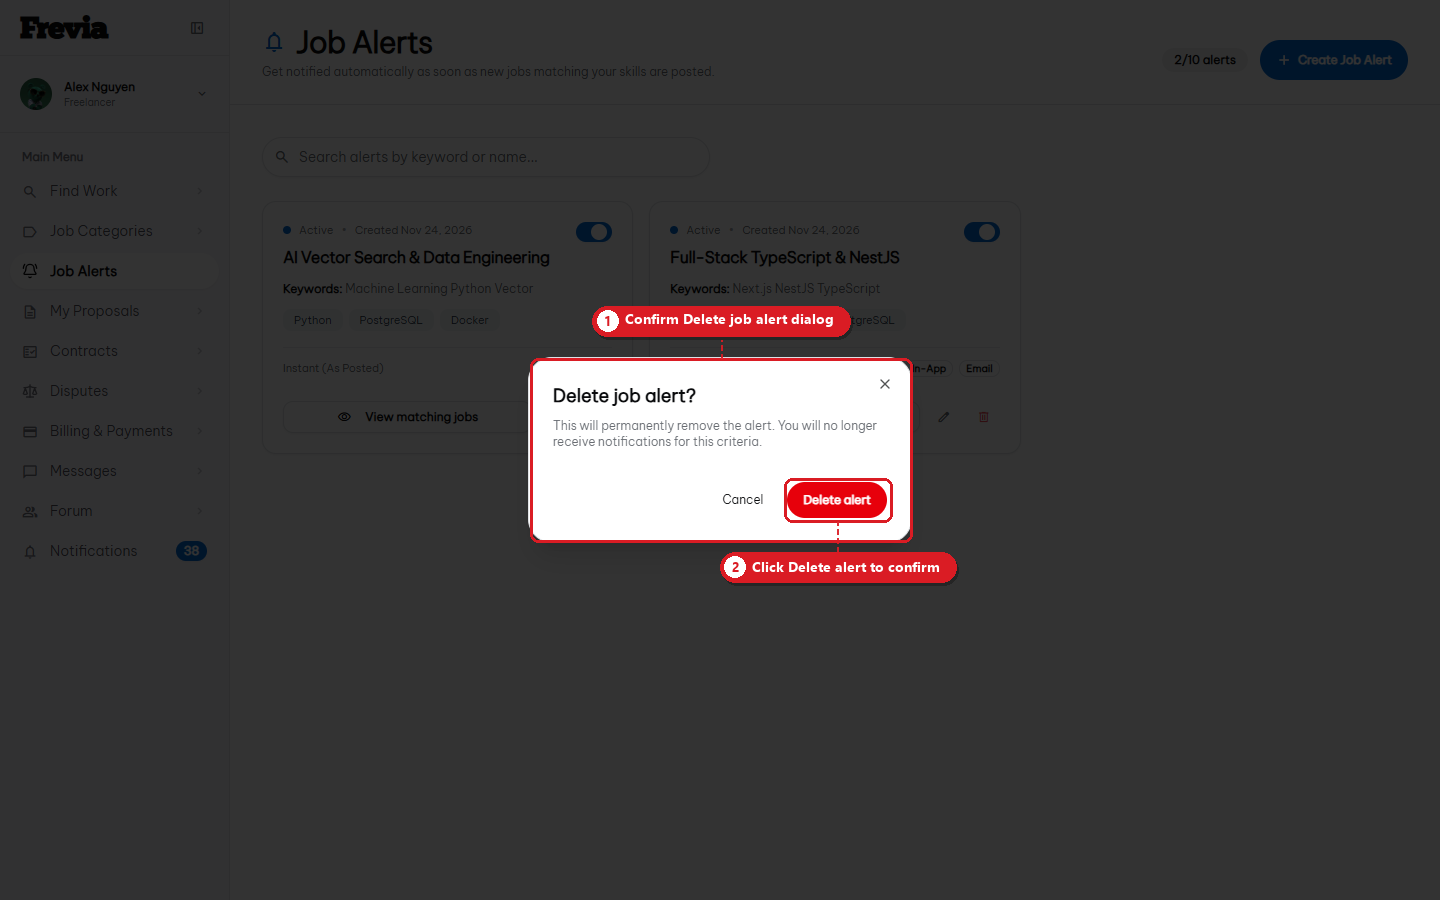 Frevia
Alex Nguyen
Freelancer
Main Menu
Find Work
Job Categories
Job Alerts
My Proposals
Contracts
Disputes
Billing & Payments
Messages
Forum
Notifications
38
Job Alerts
Get notified automatically as soon as new jobs matching your skills are posted.
2/10 alerts
+ Create Job Alert
Search alerts by keyword or name...
Active • Created Nov 24, 2026
AI Vector Search & Data Engineering
Keywords: Machine Learning Python Vector
Python PostgreSQL Docker
Instant (As Posted)
View matching jobs
Active • Created Nov 24, 2026
Full-Stack TypeScript & NestJS
Keywords: Next.js NestJS TypeScript
tgreSQL
n-App Email
1 Confirm Delete job alert dialog
Delete job alert?
This will permanently remove the alert. You will no longer
receive notifications for this criteria.
Cancel
Delete alert
2 Click Delete alert to confirm